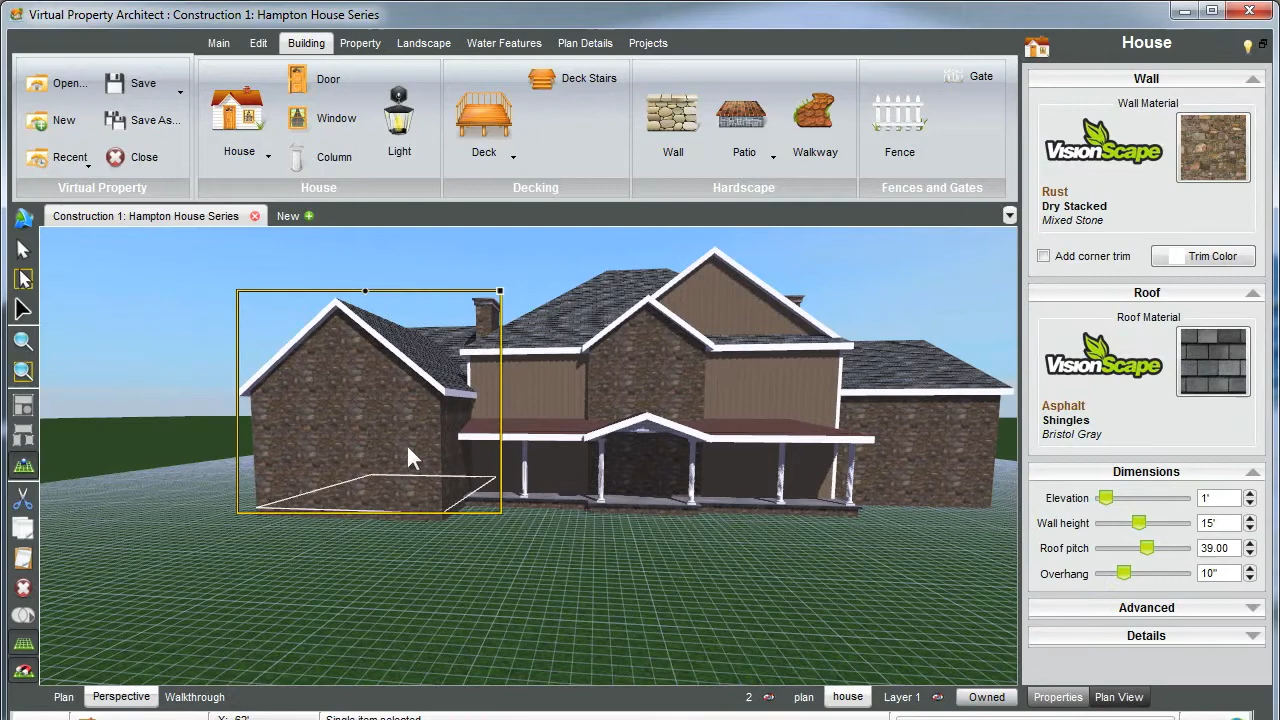 Virtual Property Architect : Construction 1: Hampton House Series
Main Edit Building Property Landscape Water Features Plan Details Projects
Open... Save
New Save As...
Recent Close
Virtual Property
House
Door
Window
Column
Light
House
Deck
Deck Stairs
Decking
Wall Patio Walkway
Hardscape
Gate
Fence
Fences and Gates
Construction 1: Hampton House Series New
House
Wall
Wall Material
VISIONSCAPE
Rust
Dry Stacked
Mixed Stone
Add corner trim Trim Color
Roof
Roof Material
VISIONSCAPE
Asphalt
Shingles
Bristol Gray
Dimensions
Elevation 1'
Wall height 15'
Roof pitch 39.00
Overhang 10"
Advanced
Details
Plan Perspective Walkthrough 2 plan house Layer 1 Owned Properties Plan View
X: 62' Single item selected